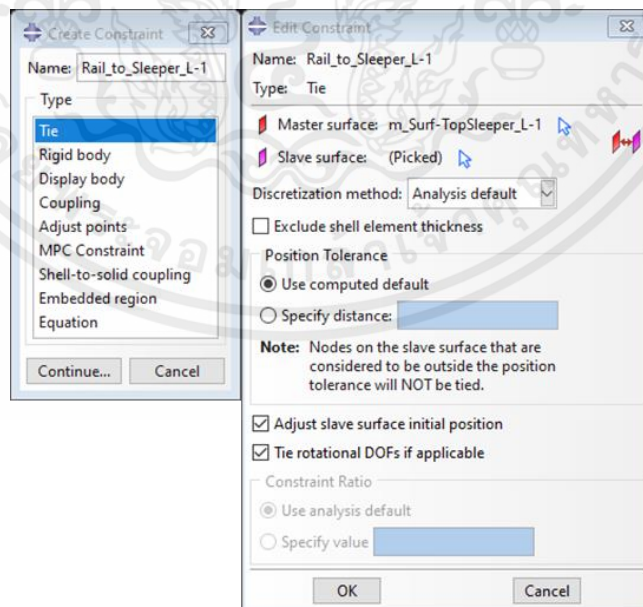 Create Constraint
Name: Rail_to_Sleeper_L-1
Type
Tie
Rigid body
Display body
Coupling
Adjust points
MPC Constraint
Shell-to-solid coupling
Embedded region
Equation
Continue...
Cancel
Edit Constraint
Name: Rail_to_Sleeper_L-1
Type: Tie
Master surface: m_Surf-TopSleeper_L-1
Slave surface: (Picked)
Discretization method: Analysis default
Exclude shell element thickness
Position Tolerance
Use computed default
Specify distance:
Note: Nodes on the slave surface that are
considered to be outside the position
tolerance will NOT be tied.
Adjust slave surface initial position
Tie rotational DOFs if applicable
Constraint Ratio
Use analysis default
Specify value
OK
Cancel